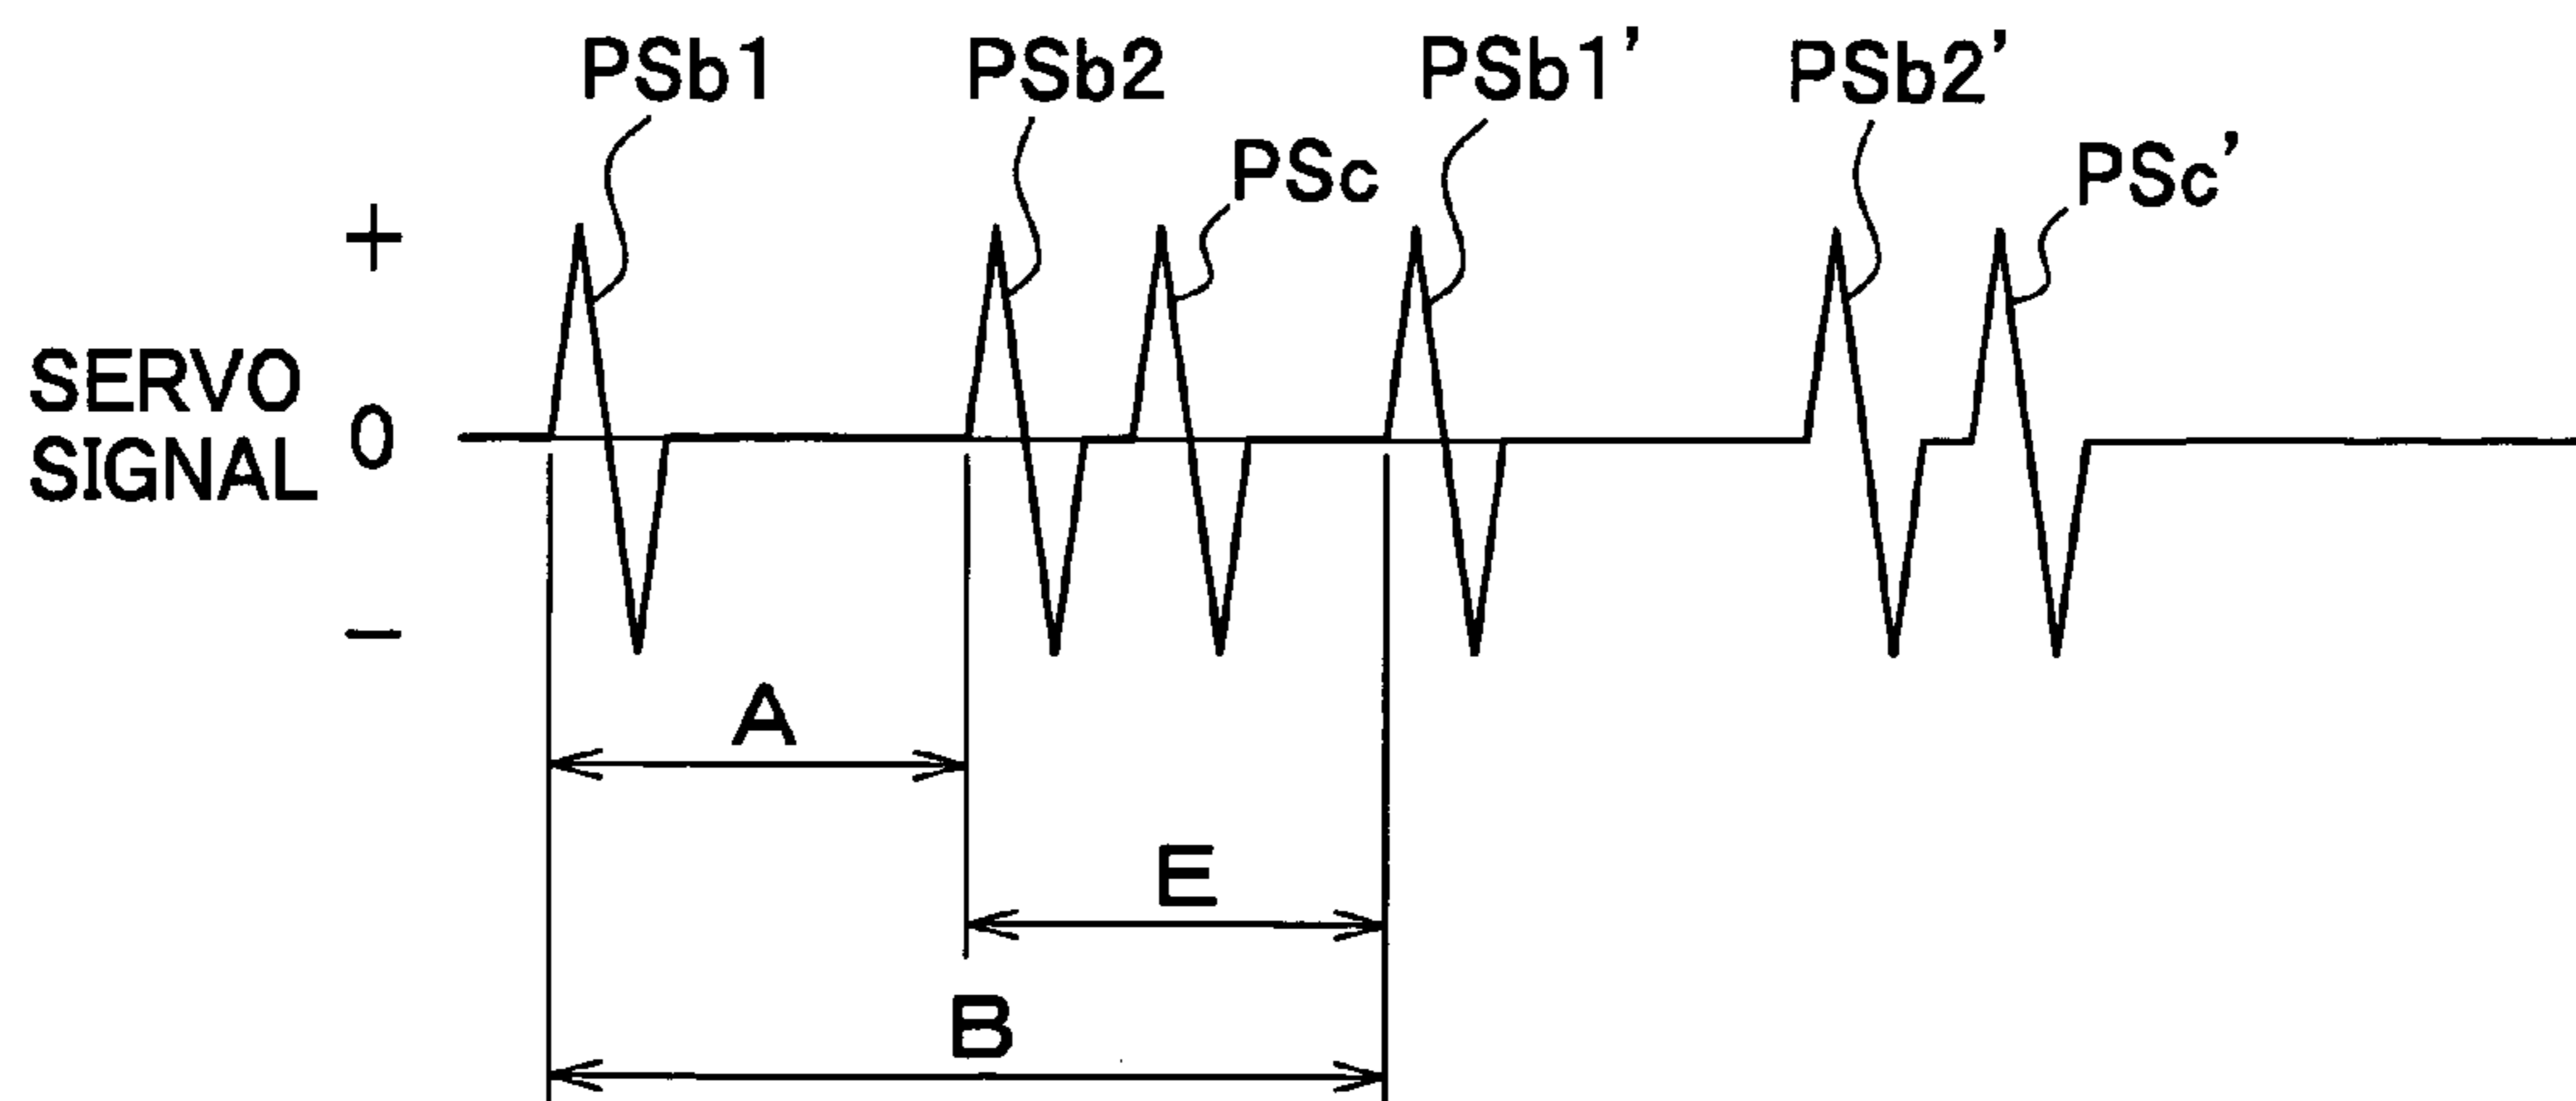 PSb1
PSb2
PSb1'
PSb2'
PSc
PSc'
+
SERVO
SIGNAL
0
−
A
E
B